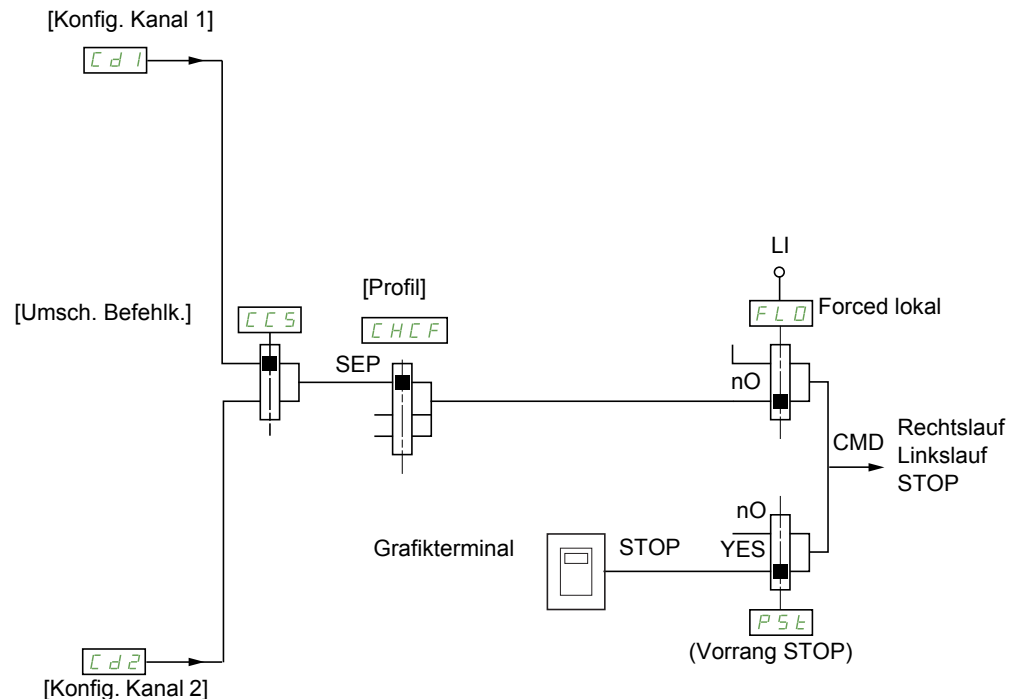 [Konfig. Kanal 1]
Cd1
LI
[Profil]
[Umsch. Befehlk.]
CCS
CHCF
FLO
Forced lokal
SEP
nO
CMD
Rechtslauf
Linkslauf
STOP
nO
Grafikterminal
STOP
YES
PSt
(Vorrang STOP)
Cd2
[Konfig. Kanal 2]